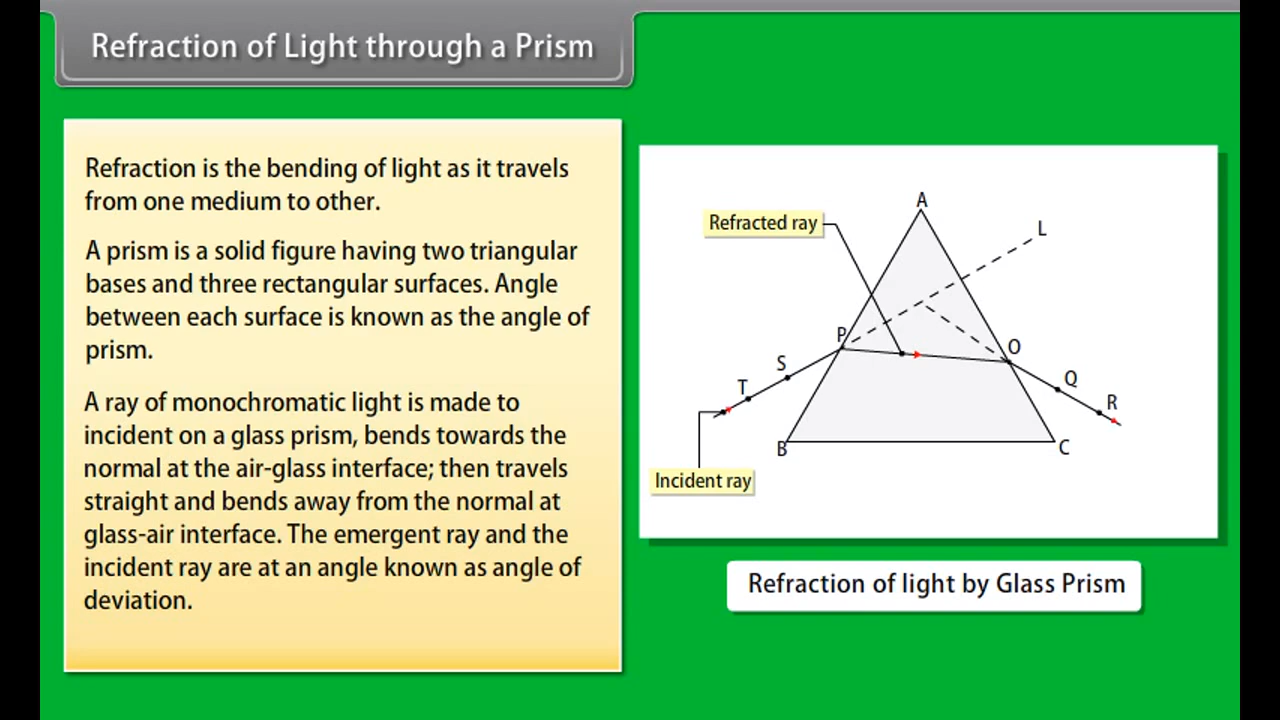 Refraction of Light through a Prism
Refraction is the bending of light as it travels
from one medium to other.
A prism is a solid figure having two triangular
bases and three rectangular surfaces. Angle
between each surface is known as the angle of
prism.
A ray of monochromatic light is made to
incident on a glass prism, bends towards the
normal at the air-glass interface; then travels
straight and bends away from the normal at
glass-air interface. The emergent ray and the
incident ray are at an angle known as angle of
deviation.
A
Refracted ray
L
P
O
S
Q
T
R
B
C
Incident ray
Refraction of light by Glass Prism